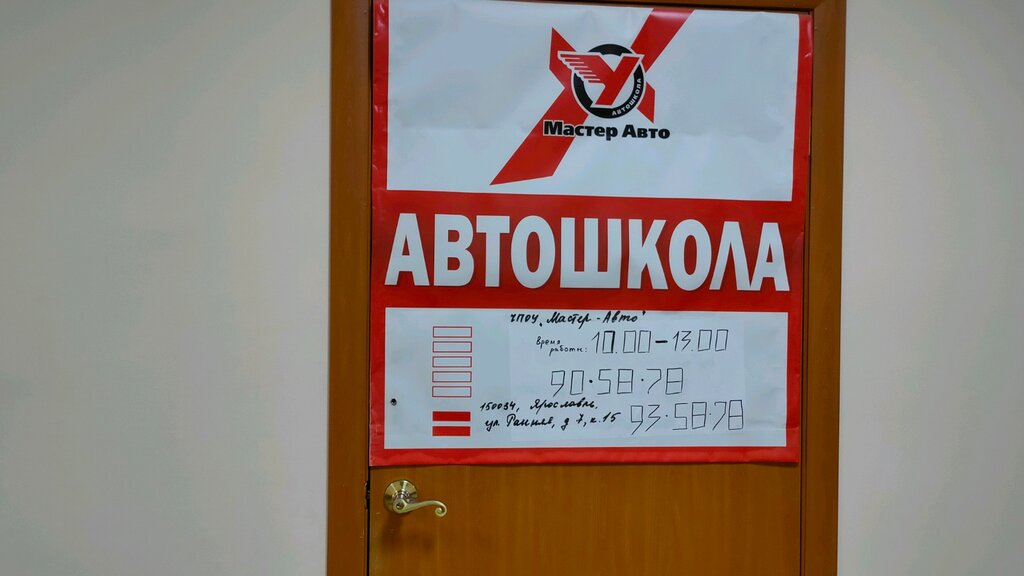 У
АВТОШКОЛА
Мастер Авто
АВТОШКОЛА
ЧПОУ „Мастер-Авто"
время работы: 10.00-13.00
90.58.78
150034, Ярославль,
ул. Ранняя, д 7, к. 15
93.58.78